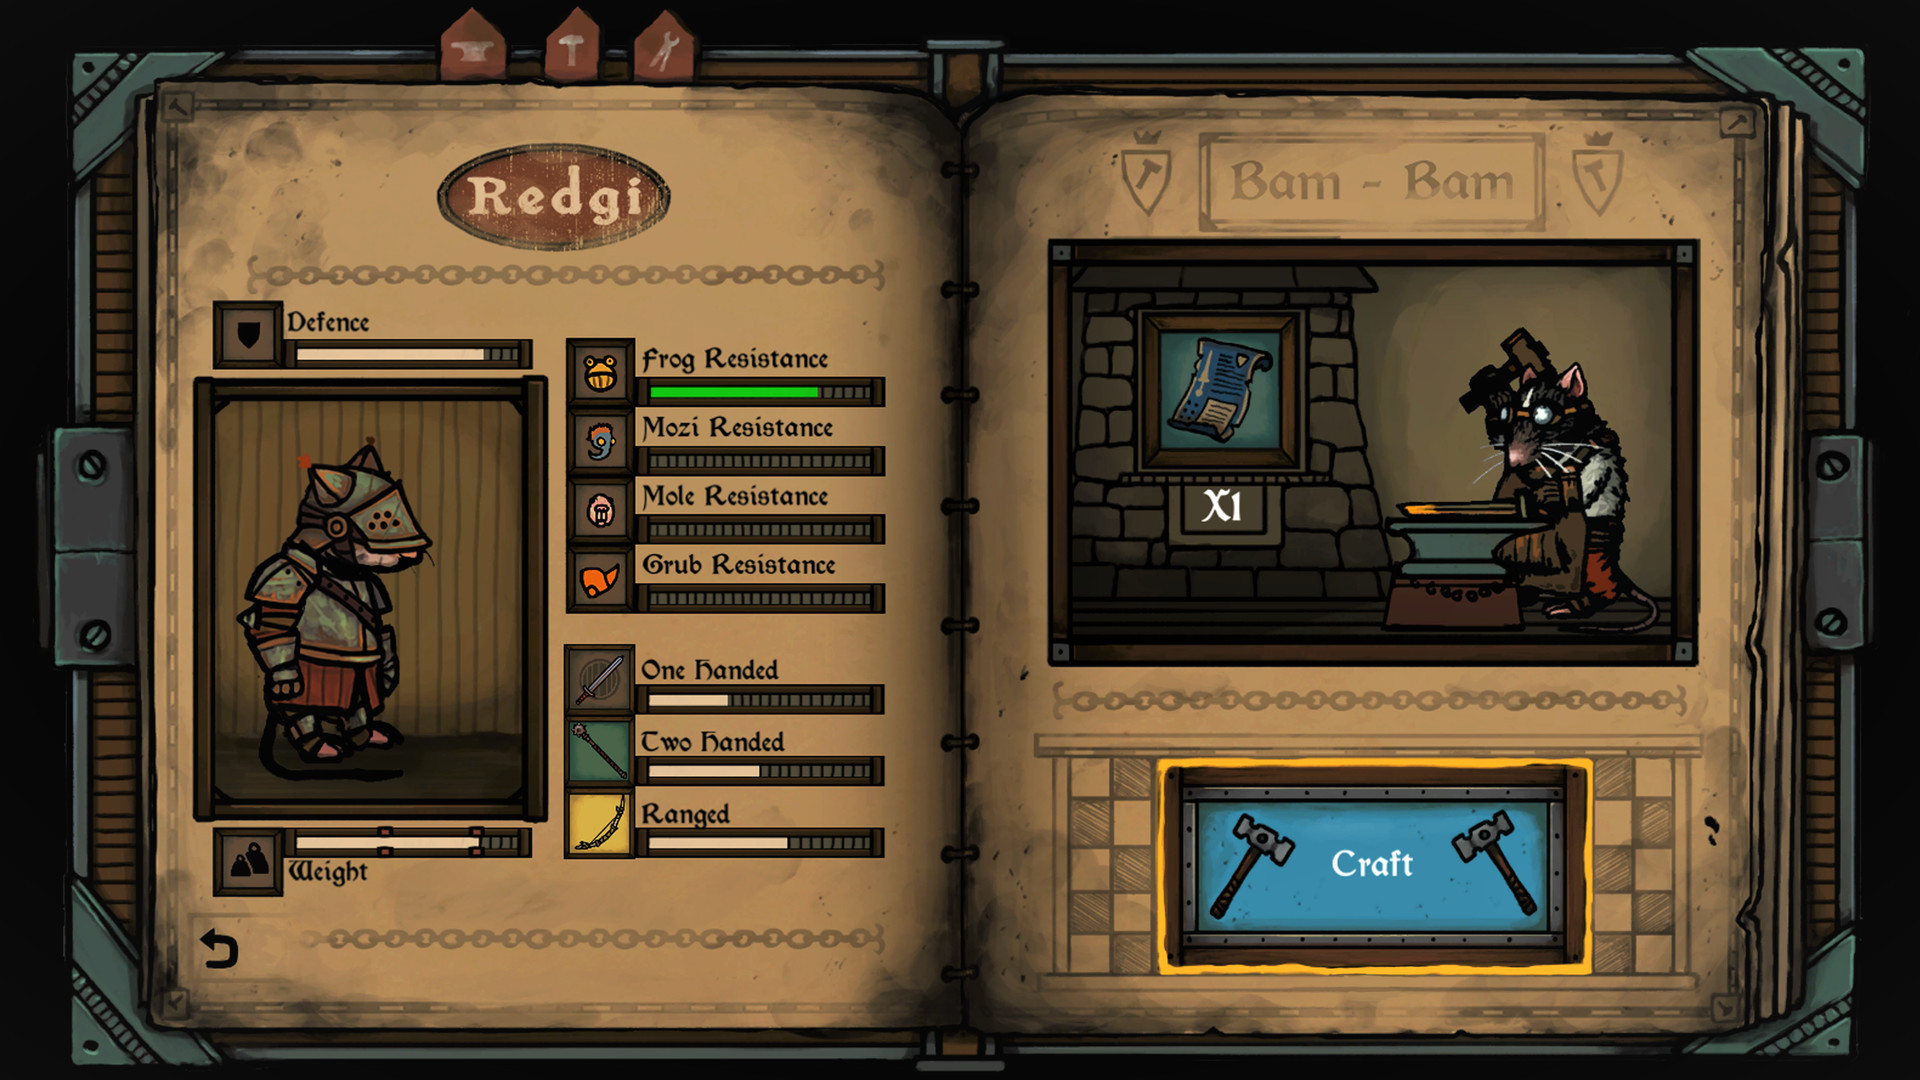 Redgi
Defence
Frog Resistance
Mozi Resistance
Mole Resistance
Grub Resistance
One Handed
Two Handed
Ranged
Weight
Bam - Bam
X1
Craft